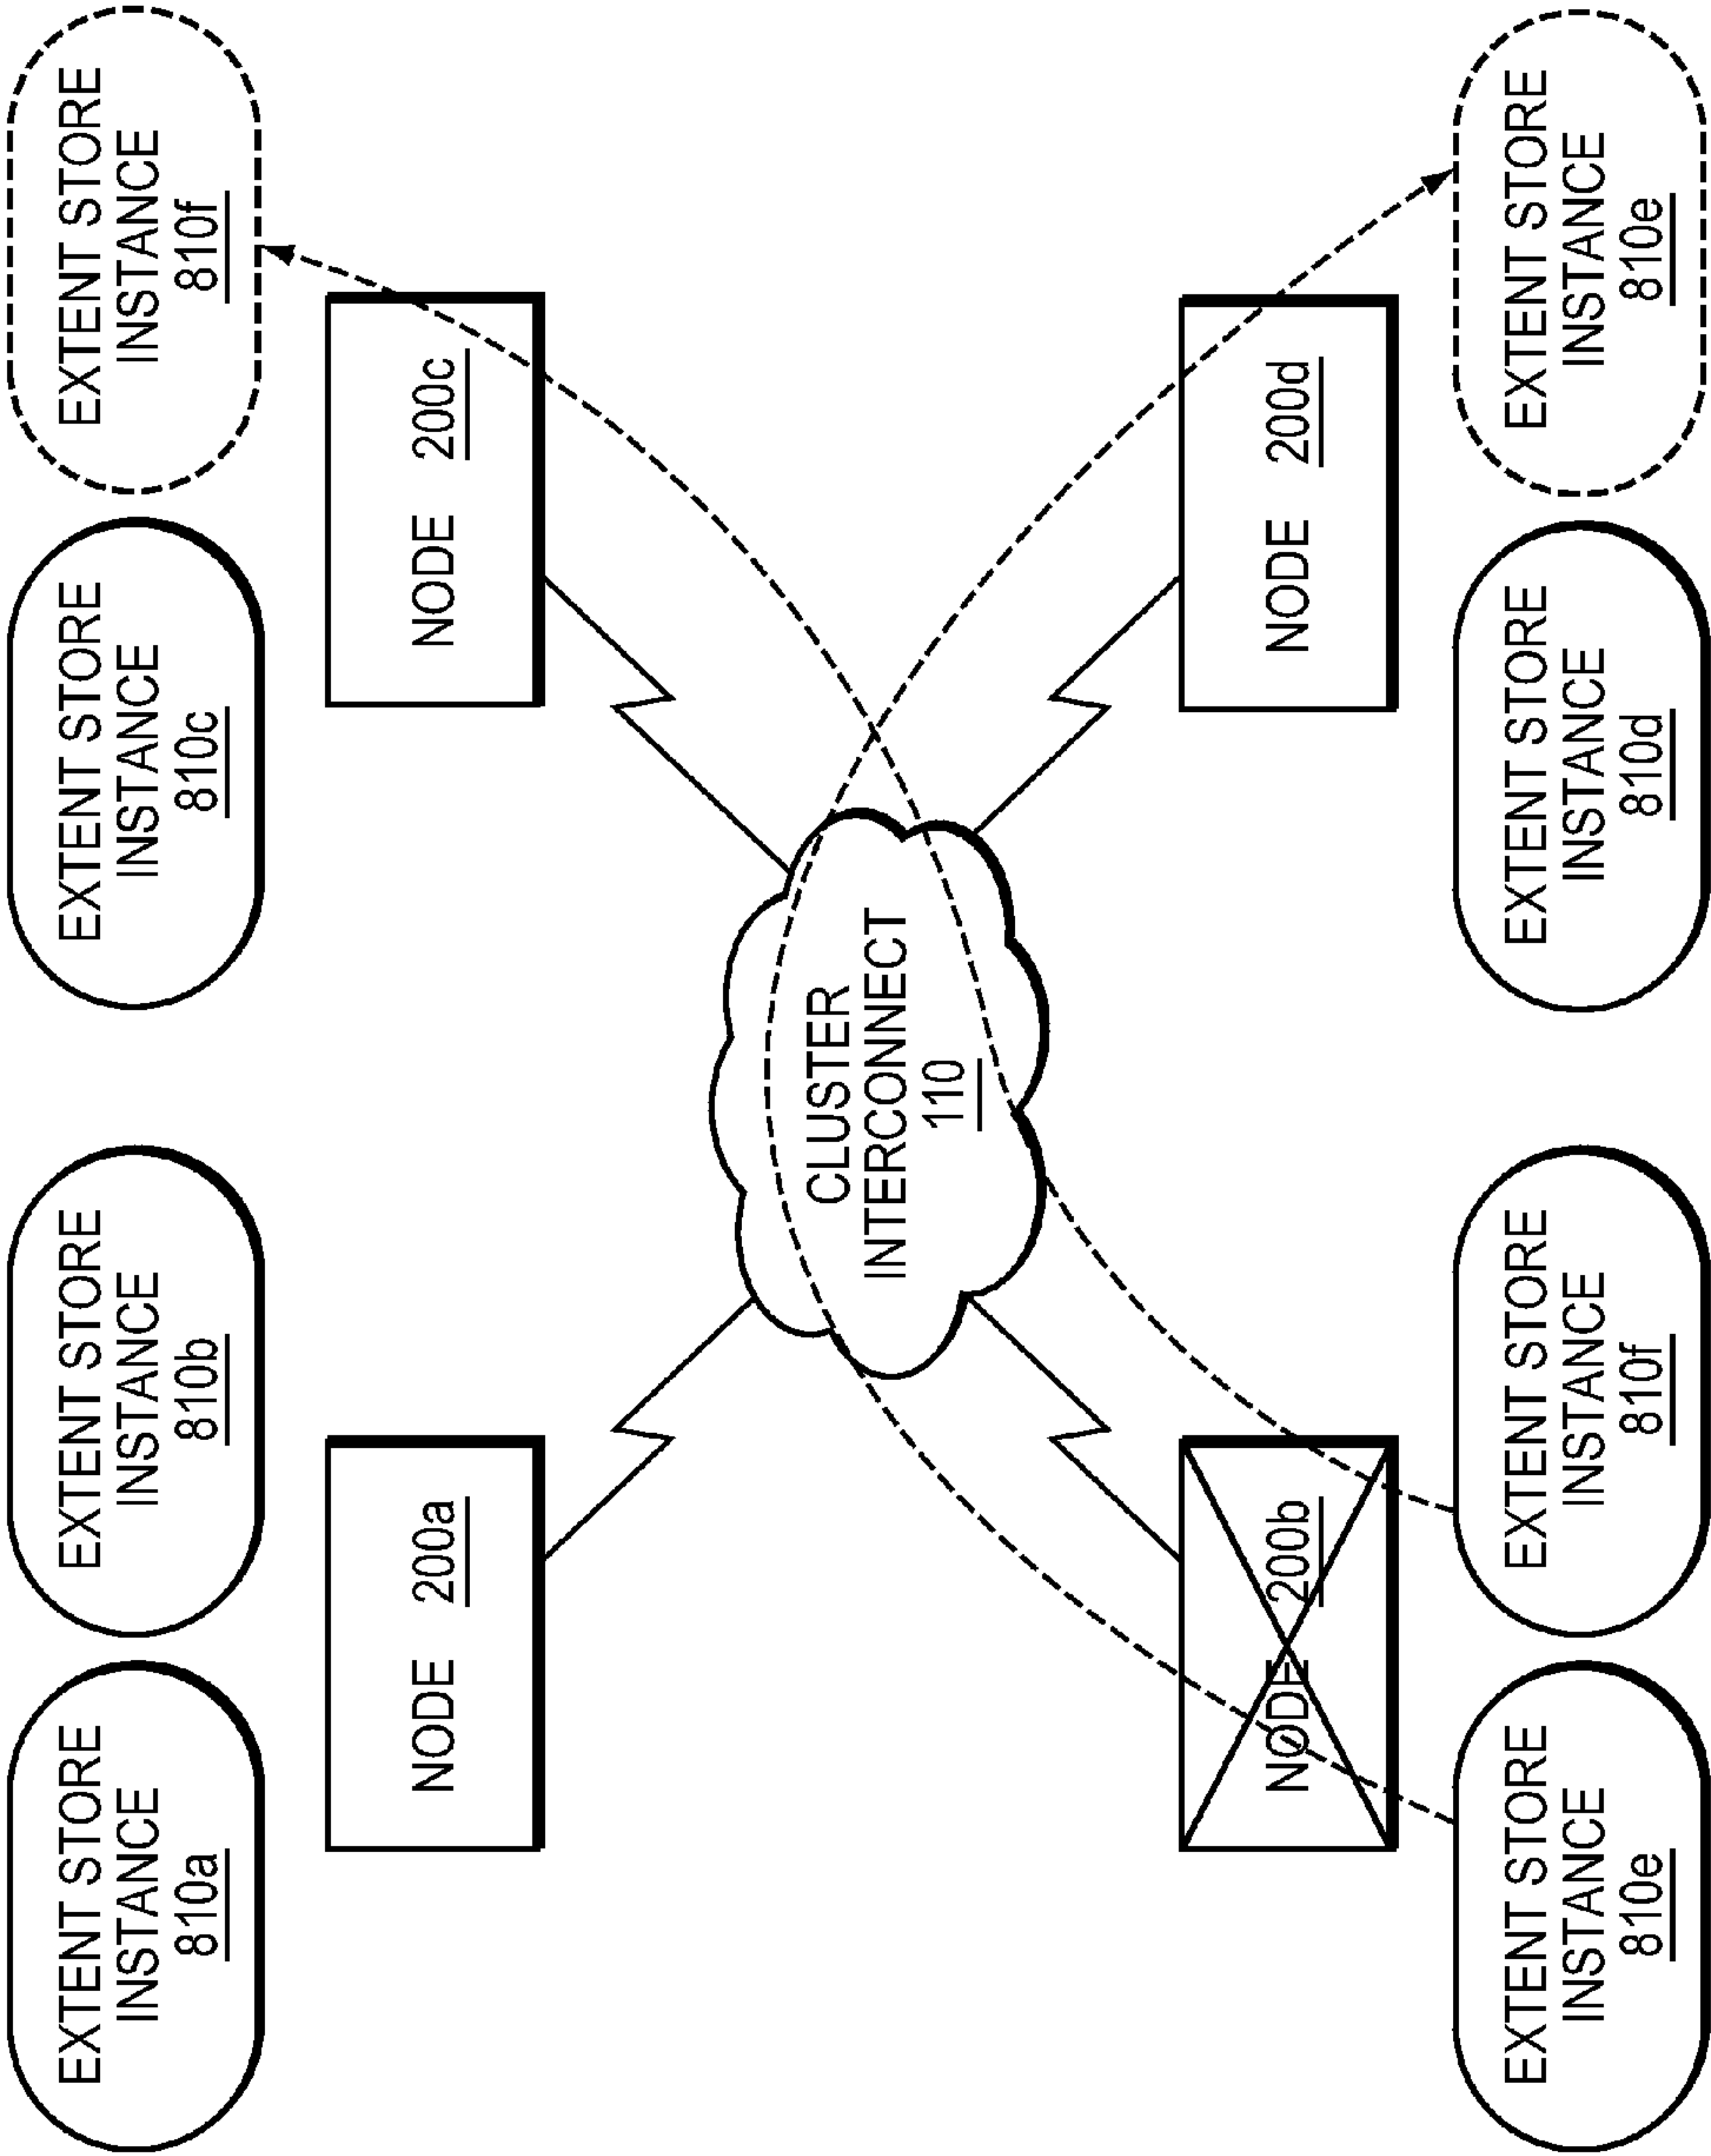 EXTENT STORE
INSTANCE
810a
EXTENT STORE
INSTANCE
810b
EXTENT STORE
INSTANCE
810c
EXTENT STORE
INSTANCE
810f
NODE 200a
NODE 200c
CLUSTER
INTERCONNECT
110
NODE 200b
NODE 200d
EXTENT STORE
INSTANCE
810e
EXTENT STORE
INSTANCE
810f
EXTENT STORE
INSTANCE
810d
EXTENT STORE
INSTANCE
810e